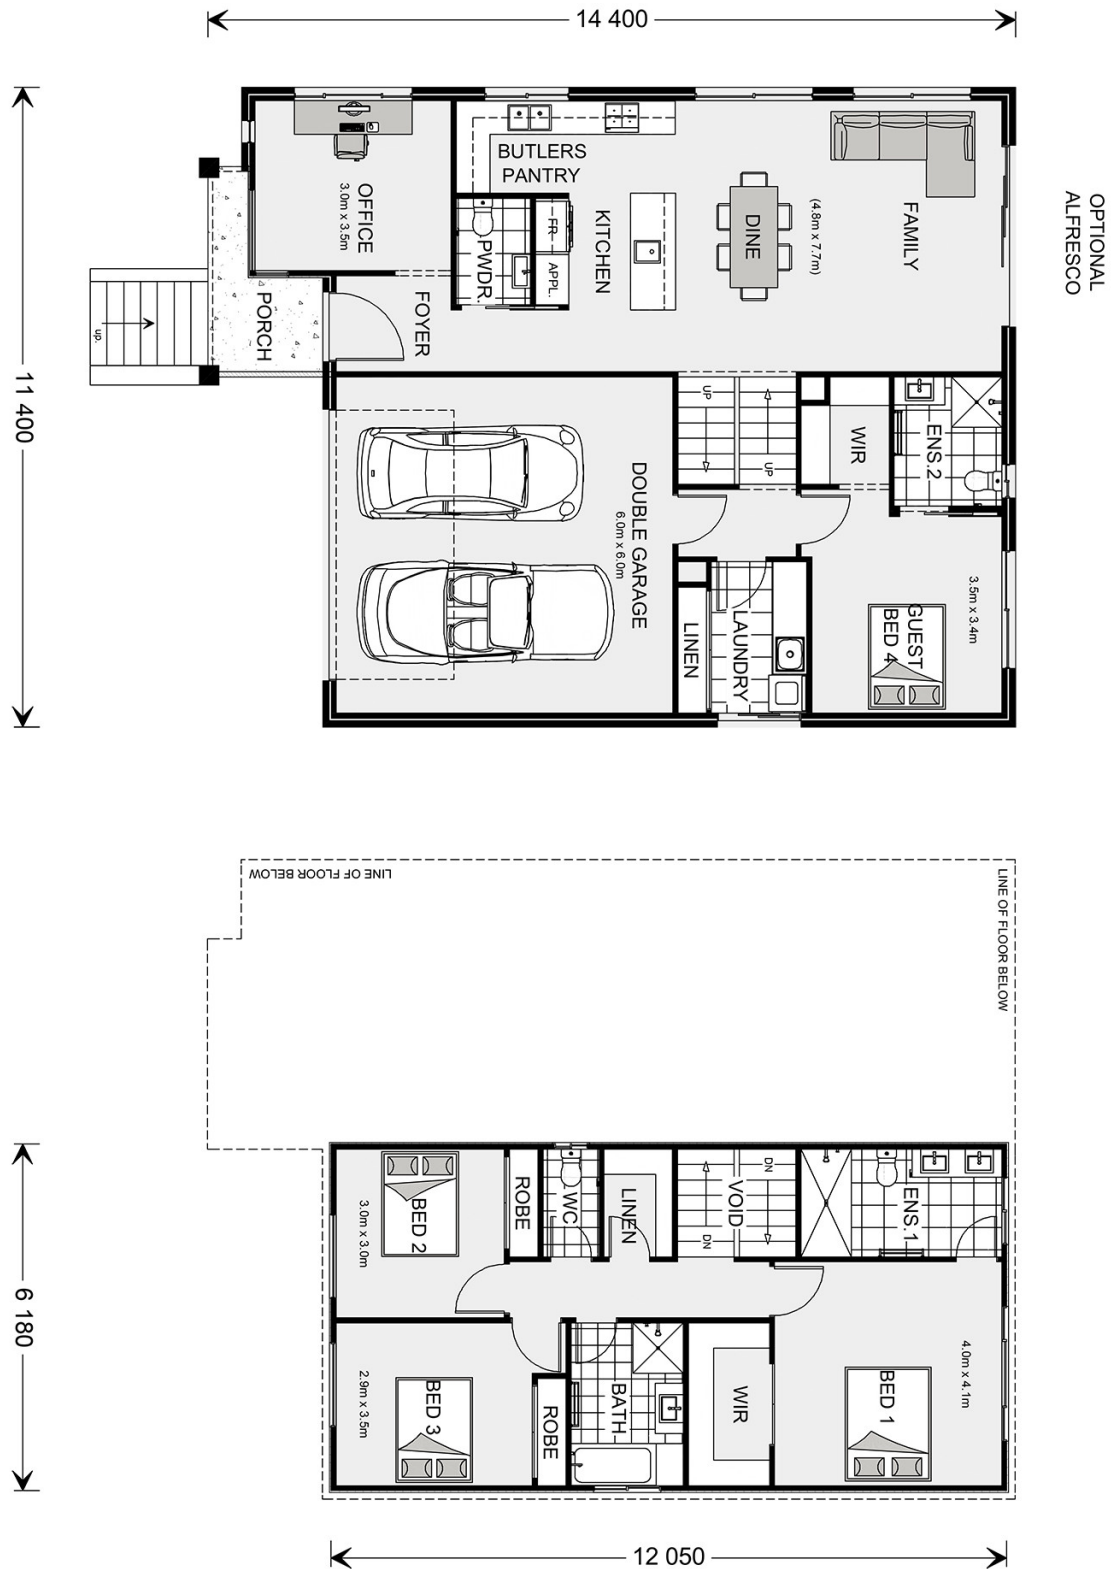 14 400
11 400
OPTIONAL
ALFRESCO
BUTLERS
PANTRY
OFFICE
3.0m x 3.5m
PWDR.
FR
APPL.
KITCHEN
DINE
(4.8m x 7.7m)
FAMILY
up.
PORCH
FOYER
UP
UP
WIR
ENS.2
DOUBLE GARAGE
6.0m x 6.0m
LINEN
LAUNDRY
GUEST
BED 4
3.5m x 3.4m
LINE OF FLOOR BELOW
LINE OF FLOOR BELOW
6 180
BED 2
3.0m x 3.0m
ROBE
WC
LINEN
VOID
DN
DN
ENS.1
BED 3
2.9m x 3.5m
ROBE
BATH
WIR
BED 1
4.0m x 4.1m
12 050